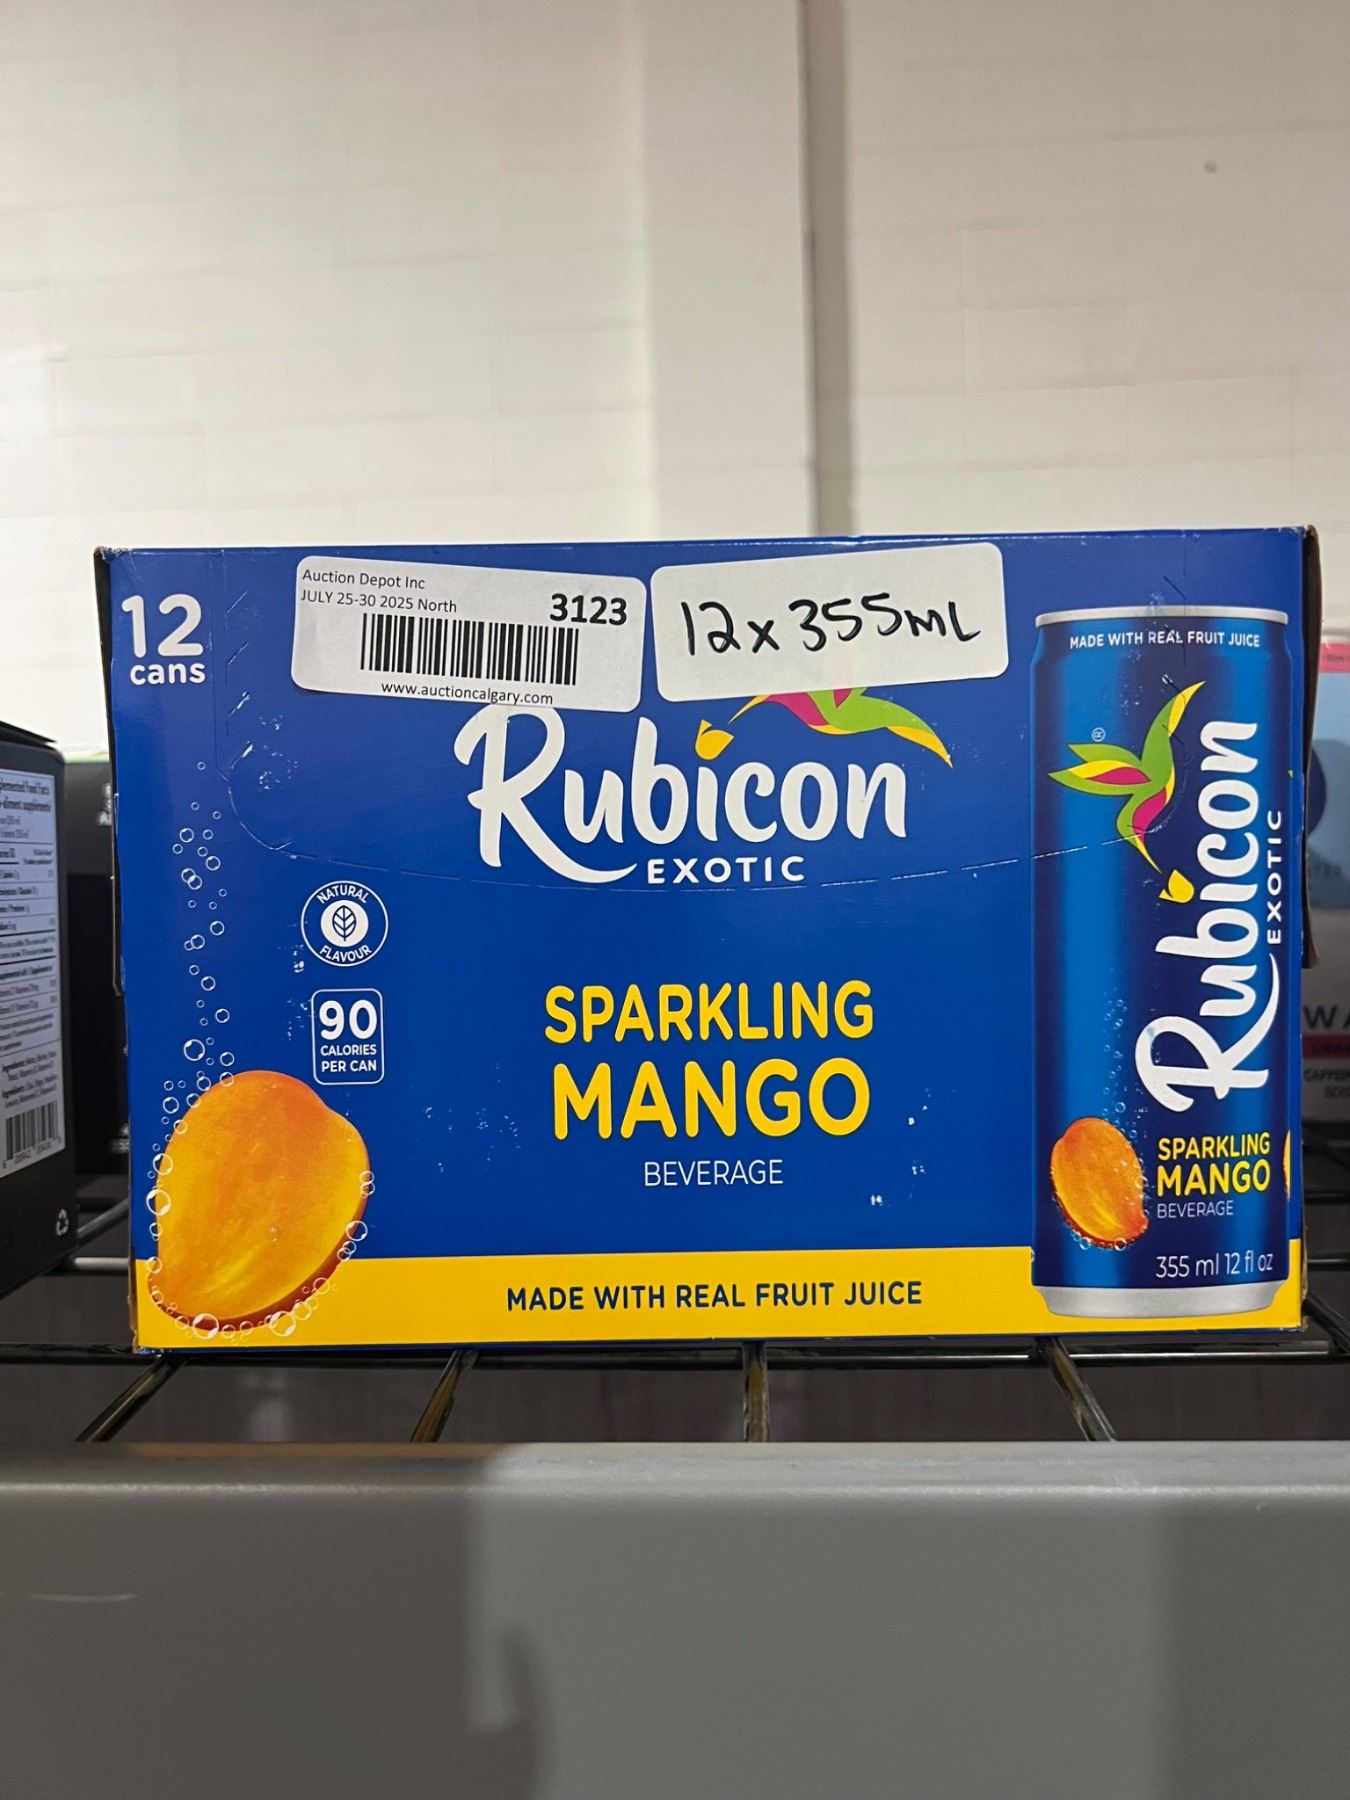 12
cans
Auction Depot Inc
JULY 25-30 2025 North
3123
www.auctioncalgary.com
12x355mL
Rubicon
EXOTIC
NATURAL
FLAVOUR
90
CALORIES
PER CAN
SPARKLING
MANGO
BEVERAGE
MADE WITH REAL FRUIT JUICE
MADE WITH REAL FRUIT JUICE
®
Rubicon
EXOTIC
SPARKLING
MANGO
BEVERAGE
355 ml 12 fl oz